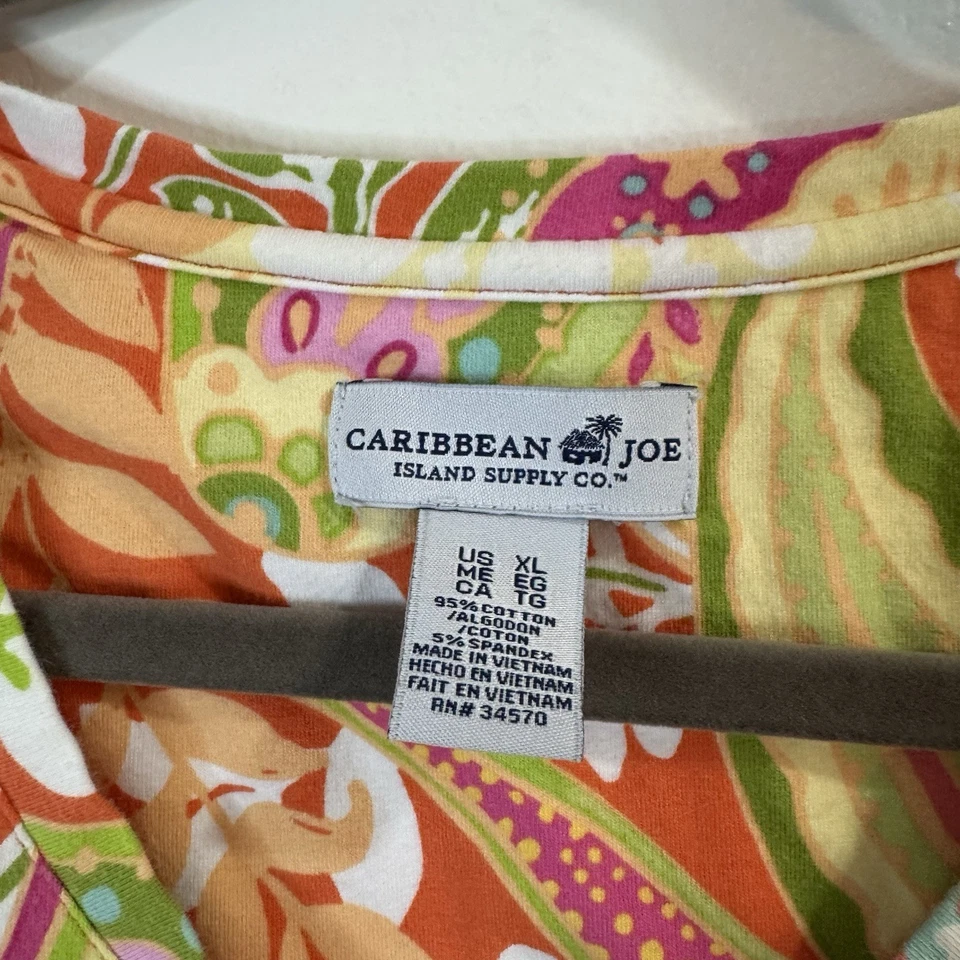 CARIBBEAN JOE
ISLAND SUPPLY CO.™
US XL
ME EG
CA TG
95% COTTON
/ALGODON
/COTON
5% SPANDEX
MADE IN VIETNAM
HECHO EN VIETNAM
FAIT EN VIETNAM
RN# 34570